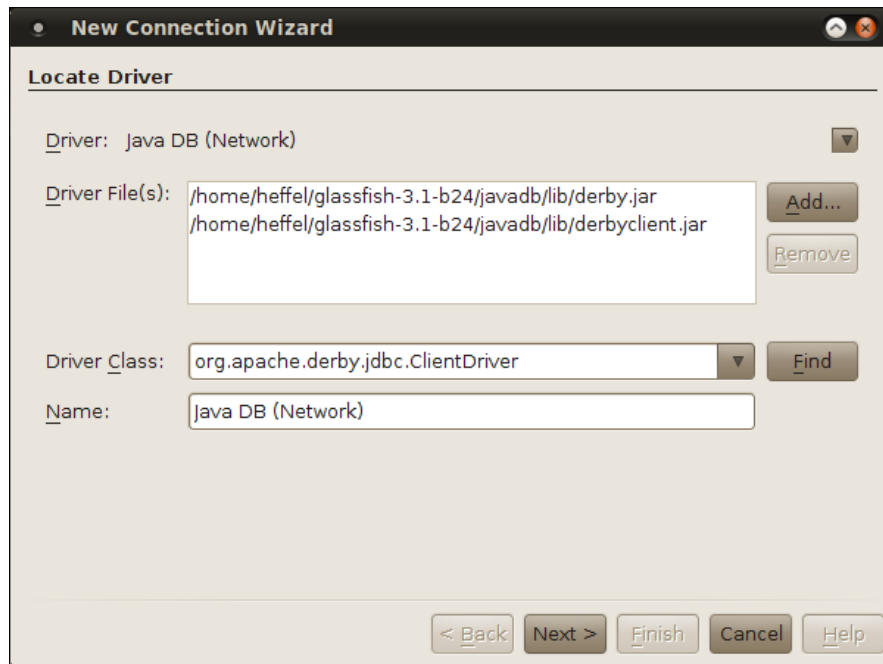 New Connection Wizard
Locate Driver
Driver: Java DB (Network)
Driver File(s): /home/heffel/glassfish-3.1-b24/javadb/lib/derby.jar
/home/heffel/glassfish-3.1-b24/javadb/lib/derbyclient.jar
Add...
Remove
Driver Class: org.apache.derby.jdbc.ClientDriver Find
Name: Java DB (Network)
< Back Next > Finish Cancel Help